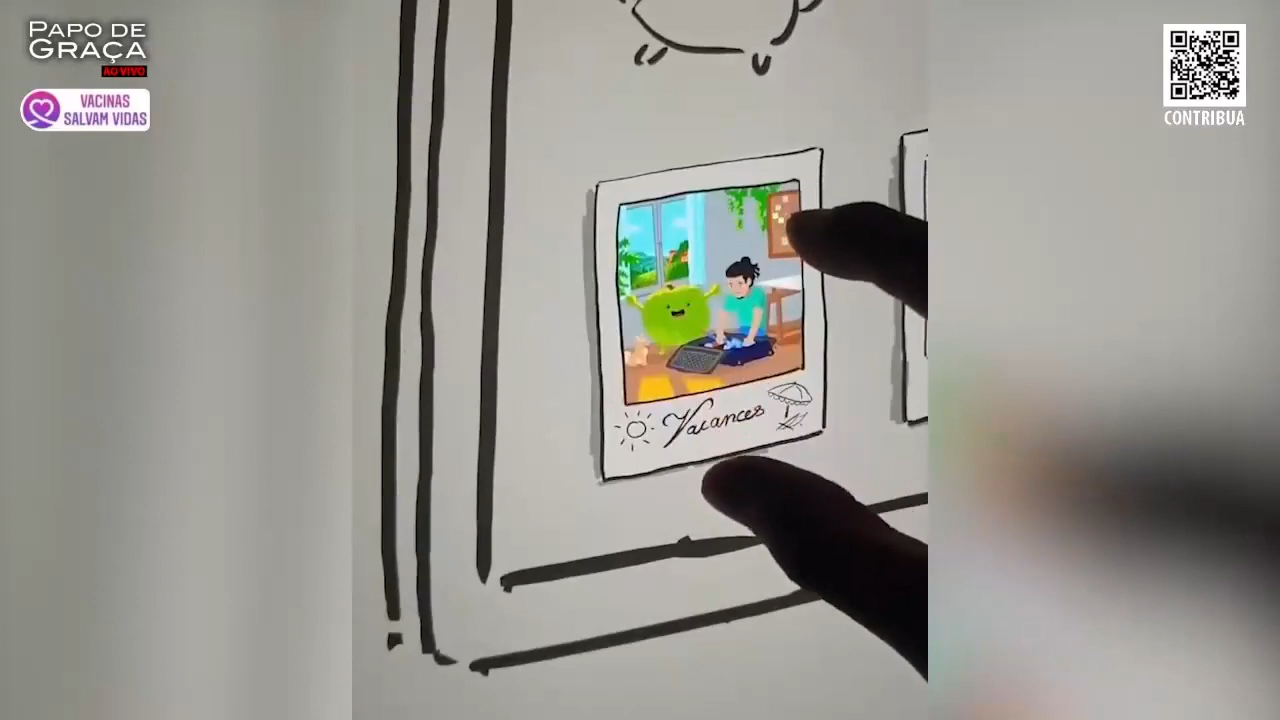 PAPO DE
GRAÇA
AO VIVO
VACINAS
SALVAM VIDAS
CONTRIBUA
Vacances